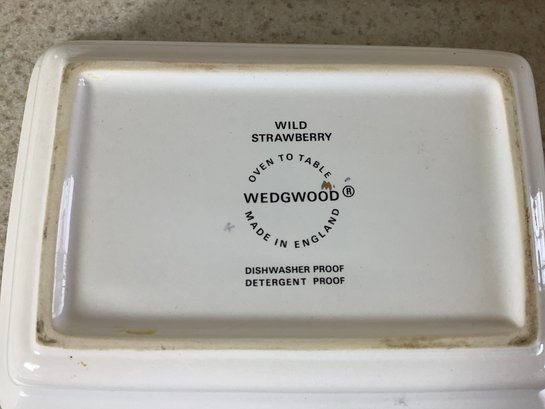 WILD
STRAWBERRY
OVEN TO TABLE
WEDGWOOD®
MADE IN ENGLAND
DISHWASHER PROOF
DETERGENT PROOF